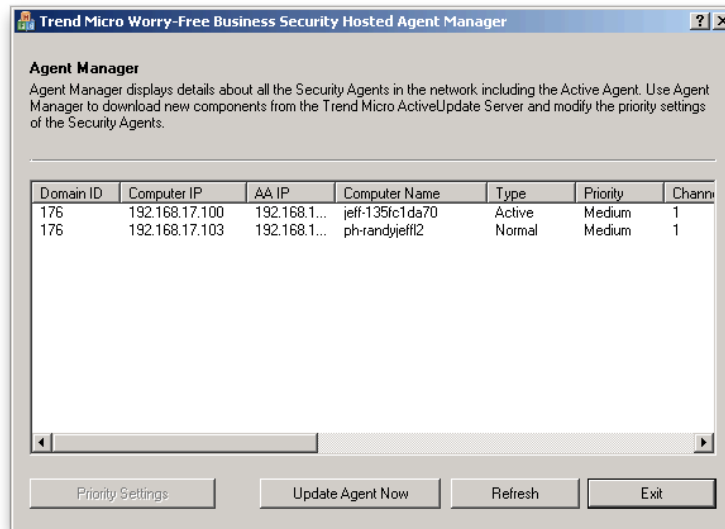 Trend Micro Worry-Free Business Security Hosted Agent Manager
Agent Manager
Agent Manager displays details about all the Security Agents in the network including the Active Agent. Use Agent
Manager to download new components from the Trend Micro ActiveUpdate Server and modify the priority settings
of the Security Agents.
Domain ID Computer IP AA IP Computer Name Type Priority Chann
176 192.168.17.100 192.168.1... jeff-135fc1da70 Active Medium 1
176 192.168.17.103 192.168.1... ph-randyjeffl2 Normal Medium 1
Priority Settings Update Agent Now Refresh Exit